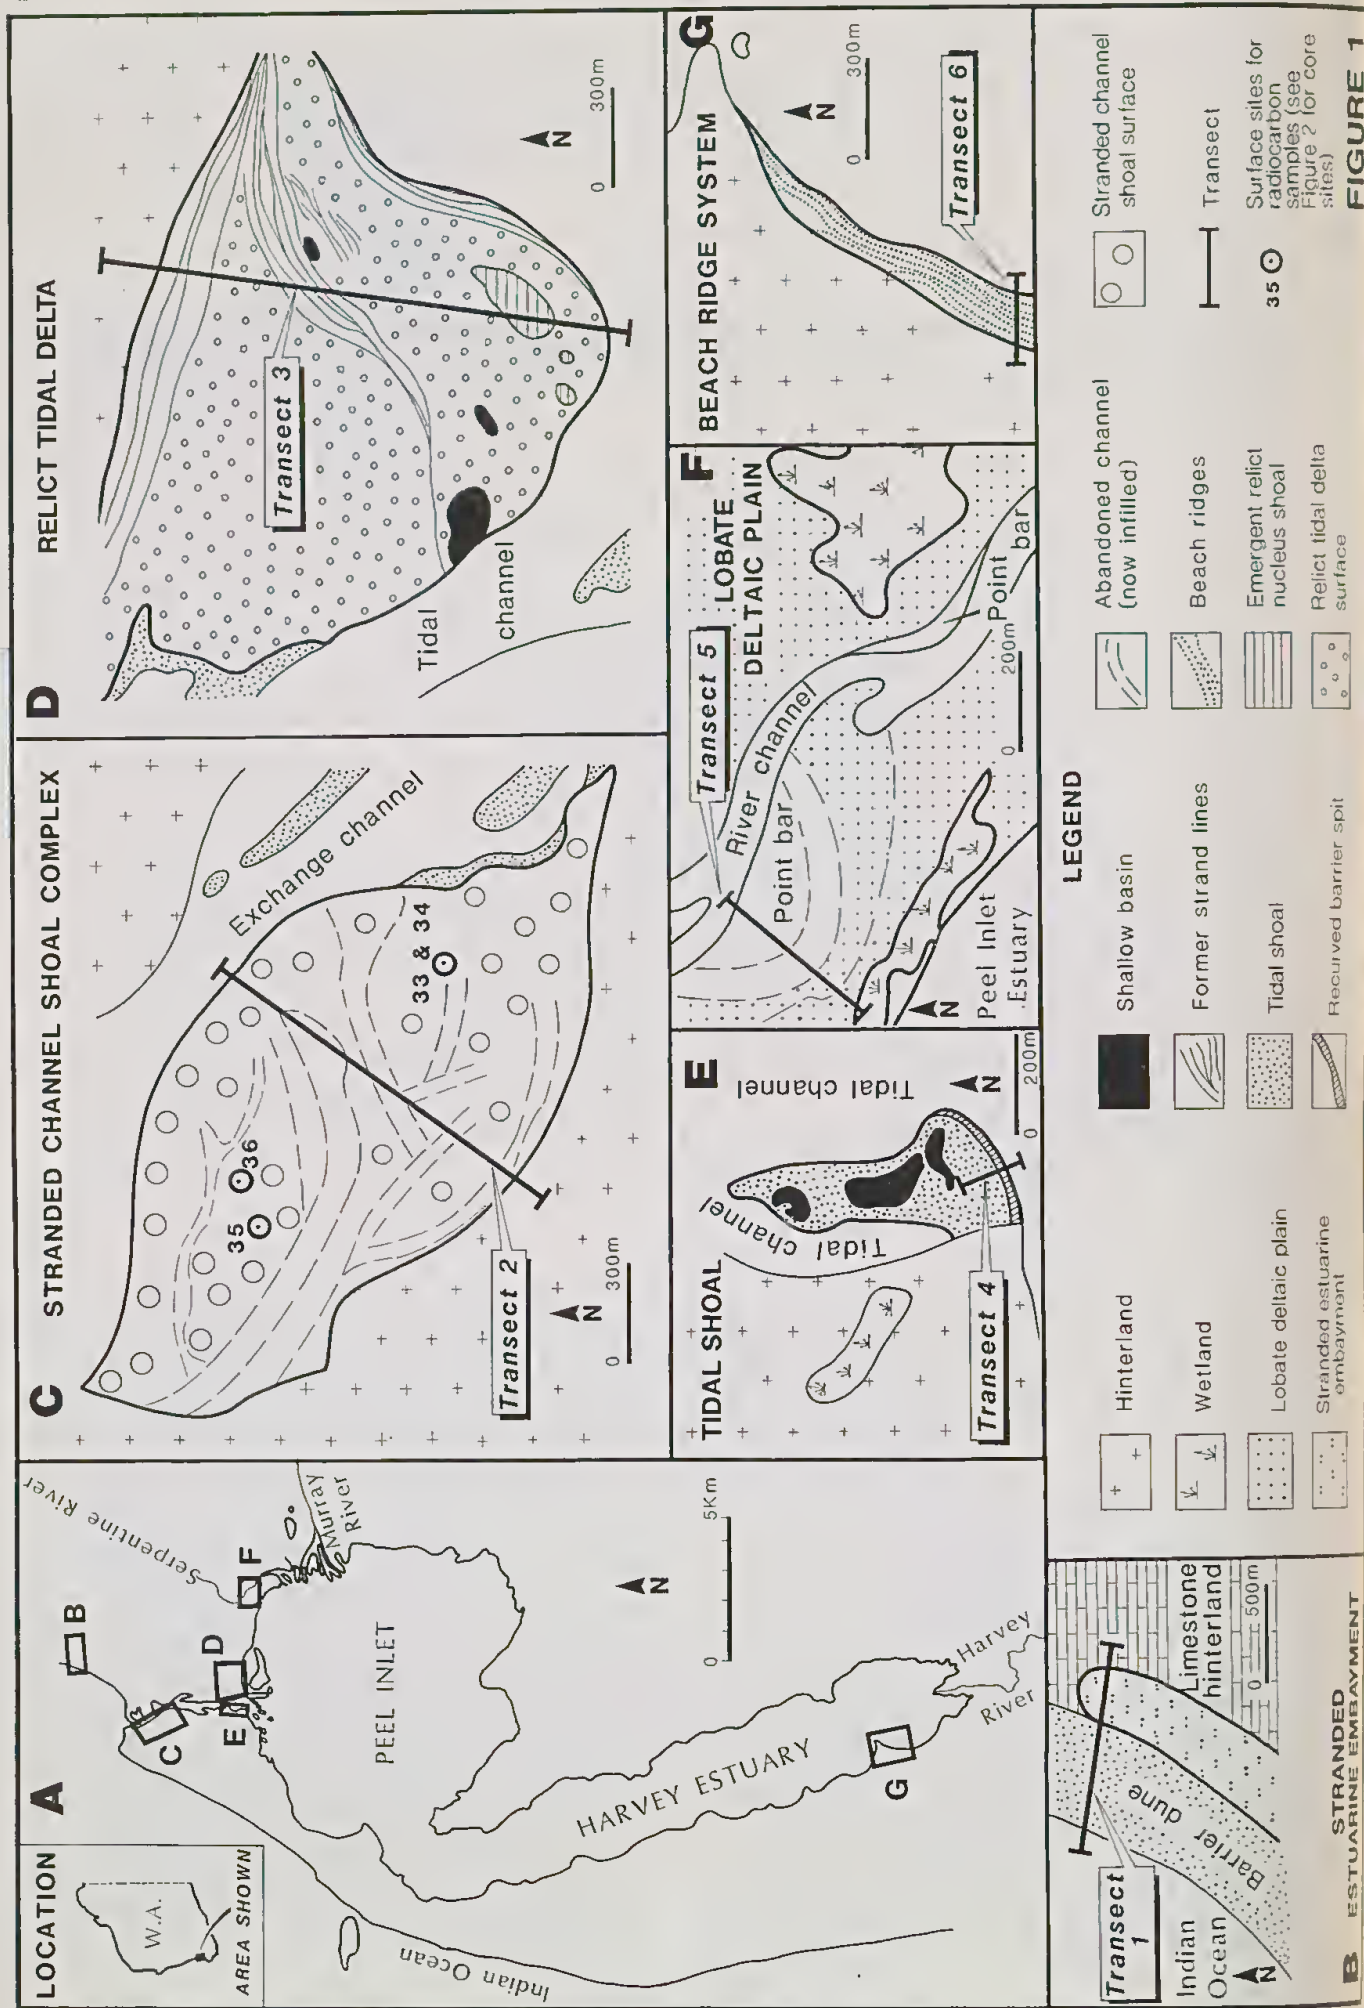 LOCATION
W.A.
AREA SHOWN
A
B
C
D
E
F
G
Serpentine River
Murray
River
PEEL INLET
HARVEY ESTUARY
Harvey
River
Indian Ocean
N
0 5Km
C STRANDED CHANNEL SHOAL COMPLEX
Exchange channel
35
36
33 & 34
Transect 2
N
0 300m
D RELICT TIDAL DELTA
Transect 3
Tidal
channel
N
0 300m
B STRANDED
ESTUARINE EMBAYMENT
Transect
1
Indian
Ocean
Barrier dune
Limestone
hinterland
N
0 500m
E
TIDAL SHOAL
Tidal channel
Tidal channel
Transect 4
N
0 200m
F
LOBATE
DELTAIC PLAIN
Transect 5
River channel
Point bar
Point
bar
Peel Inlet
Estuary
N
0 200m
G
BEACH RIDGE SYSTEM
Transect 6
N
0 300m
LEGEND
Hinterland
Wetland
Lobate deltaic plain
Stranded estuarine
embayment
Shallow basin
Former strand lines
Tidal shoal
Recurved barrier spit
Abandoned channel
(now infilled)
Beach ridges
Emergent relict
nucleus shoal
Relict tidal delta
surface
Stranded channel
shoal surface
Transect
35
Surface sites for
radiocarbon
samples (see
Figure 2 for core
sites)
FIGURE 1